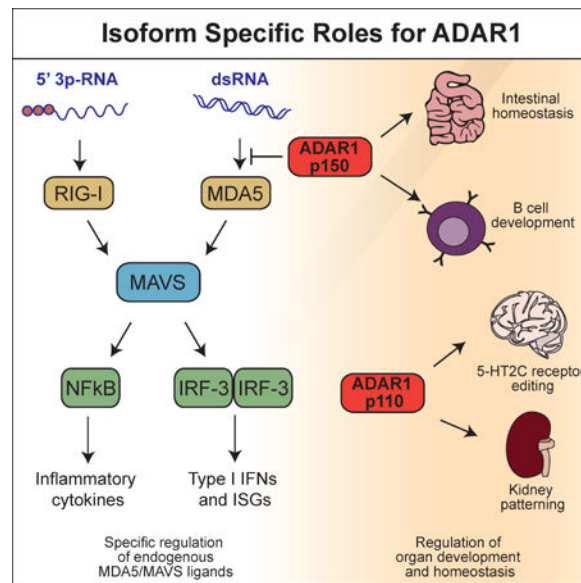 Isoform Specific Roles for ADAR1
5' 3p-RNA
dsRNA
RIG-I
MDA5
ADAR1
p150
MAVS
NFkB
IRF-3
IRF-3
Inflammatory
cytokines
Type I IFNs
and ISGs
Specific regulation
of endogenous
MDA5/MAVS ligands
Intestinal
homeostasis
B cell
development
ADAR1
p110
5-HT2C receptor
editing
Kidney
patterning
Regulation of
organ development
and homeostasis